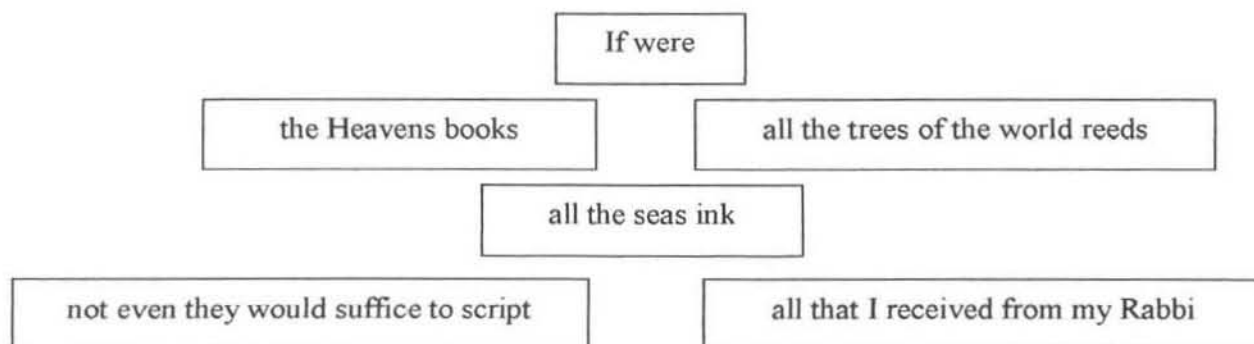 If were
the Heavens books all the trees of the world reeds
all the seas ink
not even they would suffice to script all that I received from my Rabbi